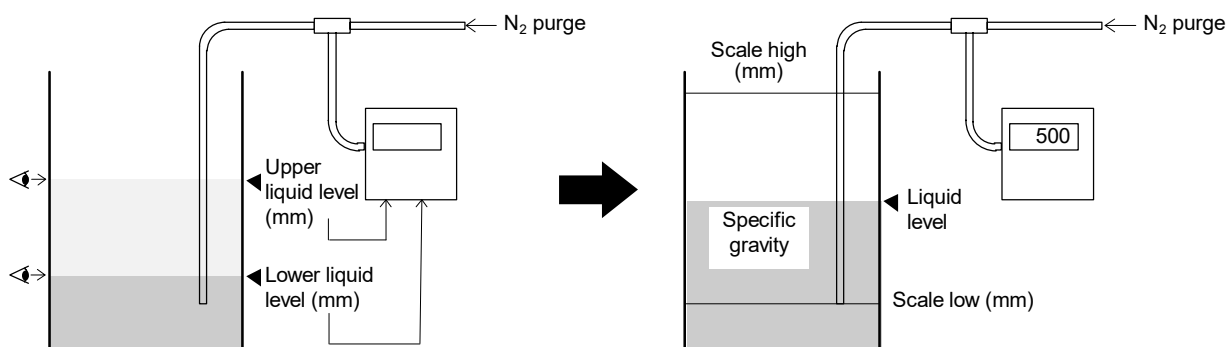 N₂ purge
Upper
liquid level
(mm)
Lower liquid
level (mm)
N₂ purge
Scale high
(mm)
500
Liquid
level
Specific
gravity
Scale low (mm)